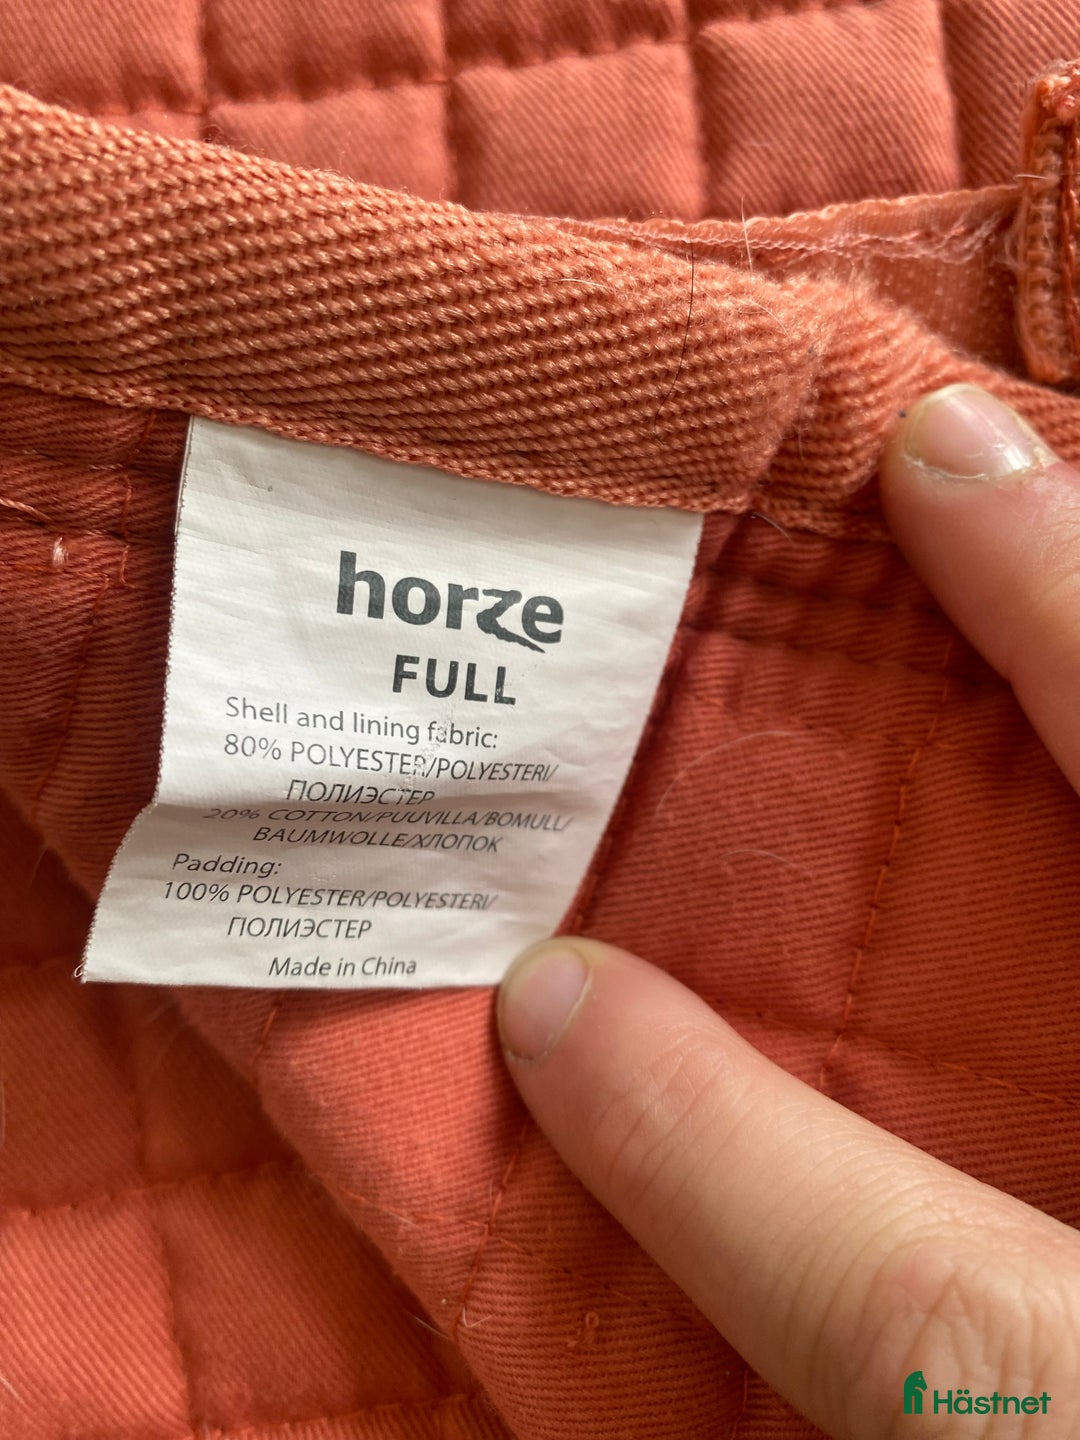 horze
FULL
Shell and lining fabric:
80% POLYESTER/POLYESTERI/
ПОЛИЭСТЕР
20% COTTON/PUUVILLA/BOMULL/
BAUMWOLLE/ХЛОПОК
Padding:
100% POLYESTER/POLYESTERI/
ПОЛИЭСТЕР
Made in China
Hästnet